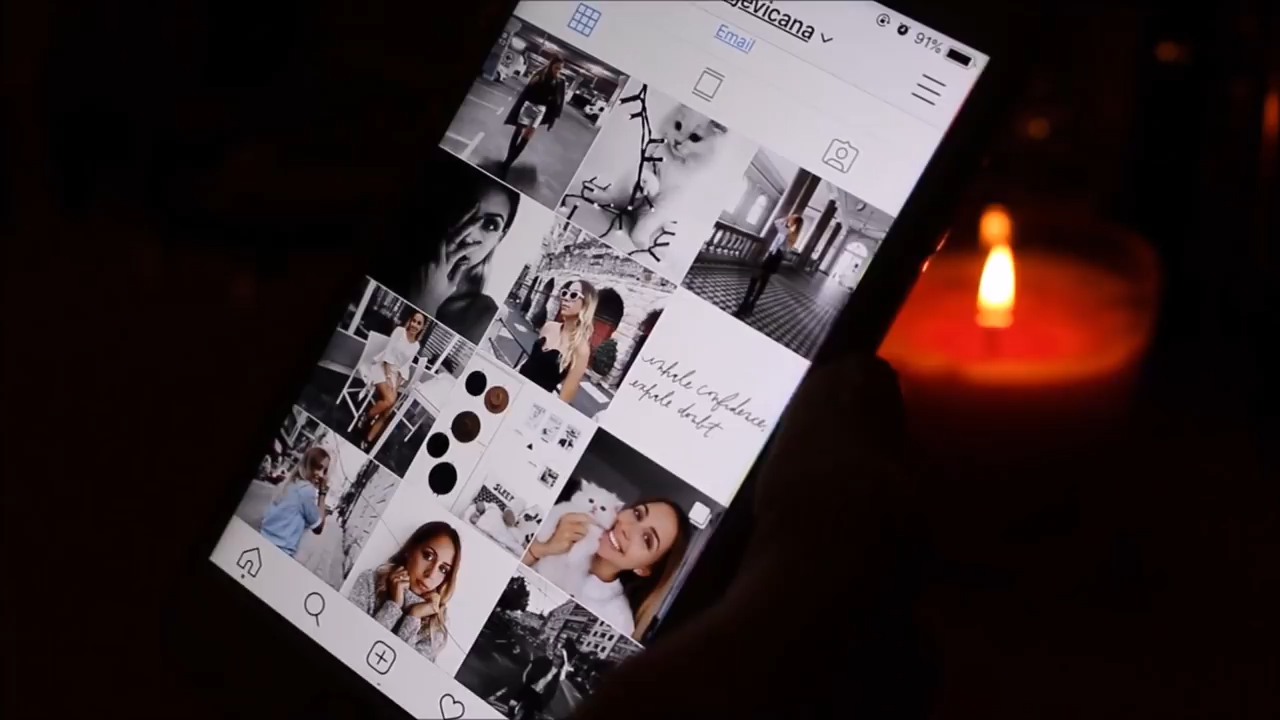 jevicana
91%
Email
inhale confidence,
exhale doubt
SLEEP